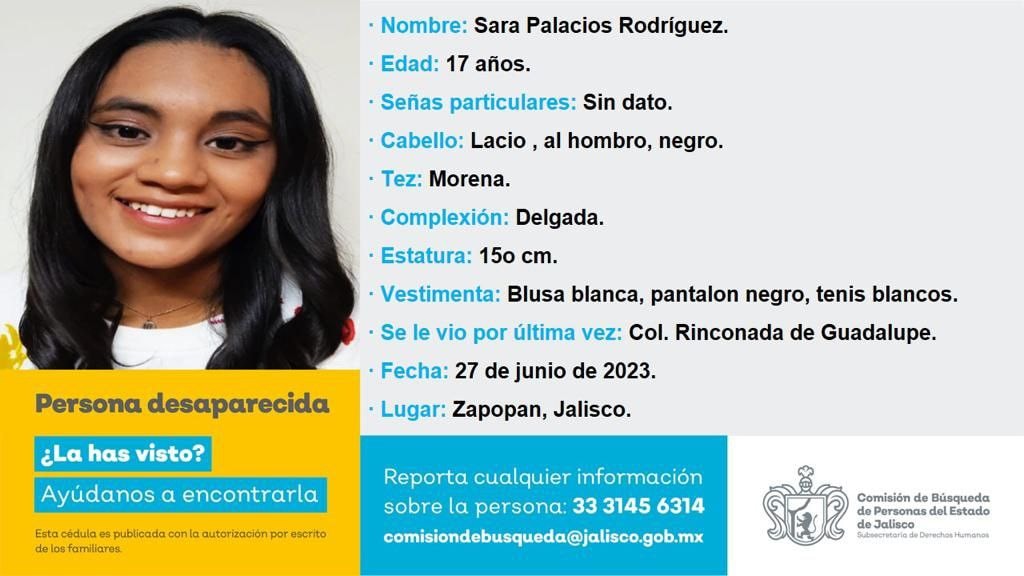 · Nombre: Sara Palacios Rodríguez.
· Edad: 17 años.
· Señas particulares: Sin dato.
· Cabello: Lacio , al hombro, negro.
· Tez: Morena.
· Complexión: Delgada.
· Estatura: 15o cm.
· Vestimenta: Blusa blanca, pantalon negro, tenis blancos.
· Se le vio por última vez: Col. Rinconada de Guadalupe.
· Fecha: 27 de junio de 2023.
· Lugar: Zapopan, Jalisco.
Persona desaparecida
¿La has visto?
Ayúdanos a encontrarla
Esta cédula es publicada con la autorización por escrito
de los familiares.
Reporta cualquier información
sobre la persona: 33 3145 6314
comisiondebusqueda@jalisco.gob.mx
Comisión de Búsqueda
de Personas del Estado
de Jalisco
Subsecretaría de Derechos Humanos